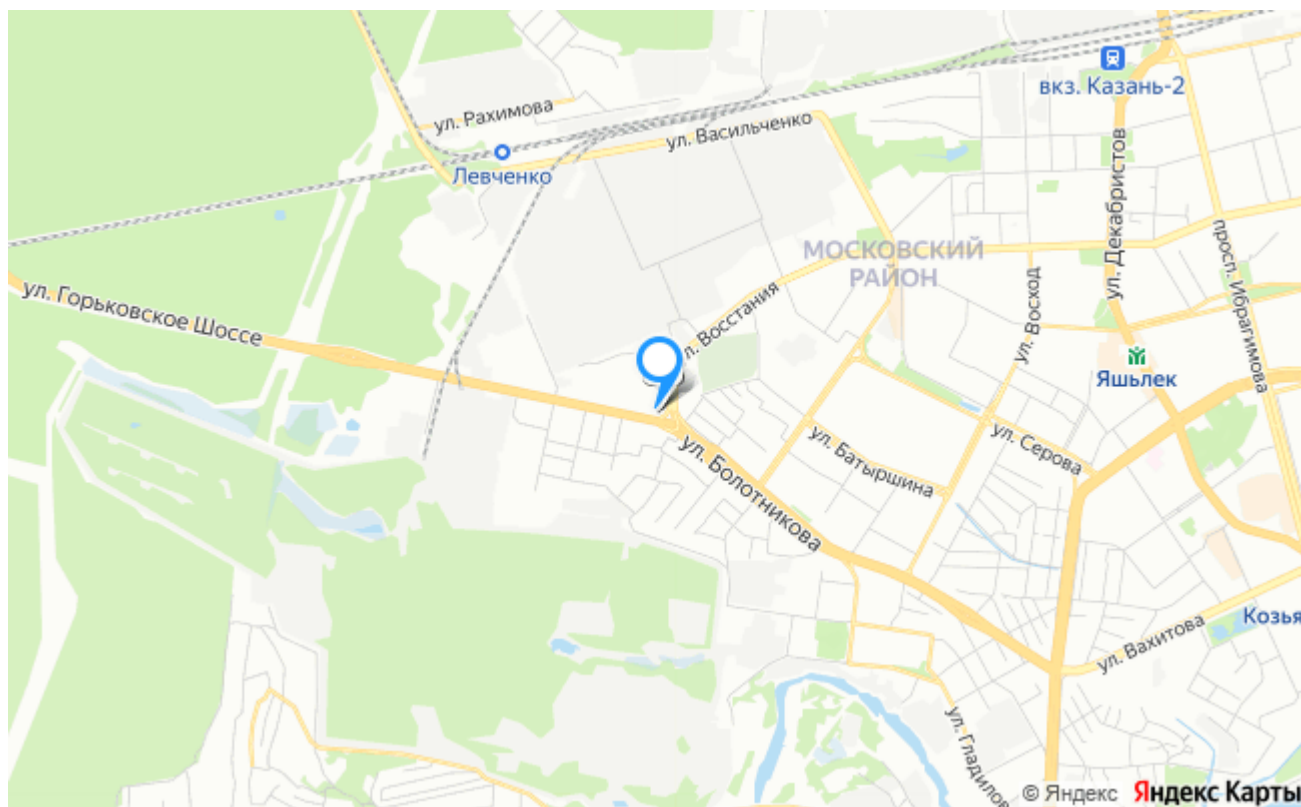 вкз. Казань-2
ул. Рахимова
ул. Васильченко
Левченко
ул. Декабристов
просп. Ибрагимова
МОСКОВСКИЙ
РАЙОН
ул. Горьковское Шоссе
ул. Восстания
ул. Восход
Яшьлек
ул. Серова
ул. Батыршина
ул. Болотникова
ул. Вахитова
Козья
ул. Гладилов
© Яндекс Яндекс Карты